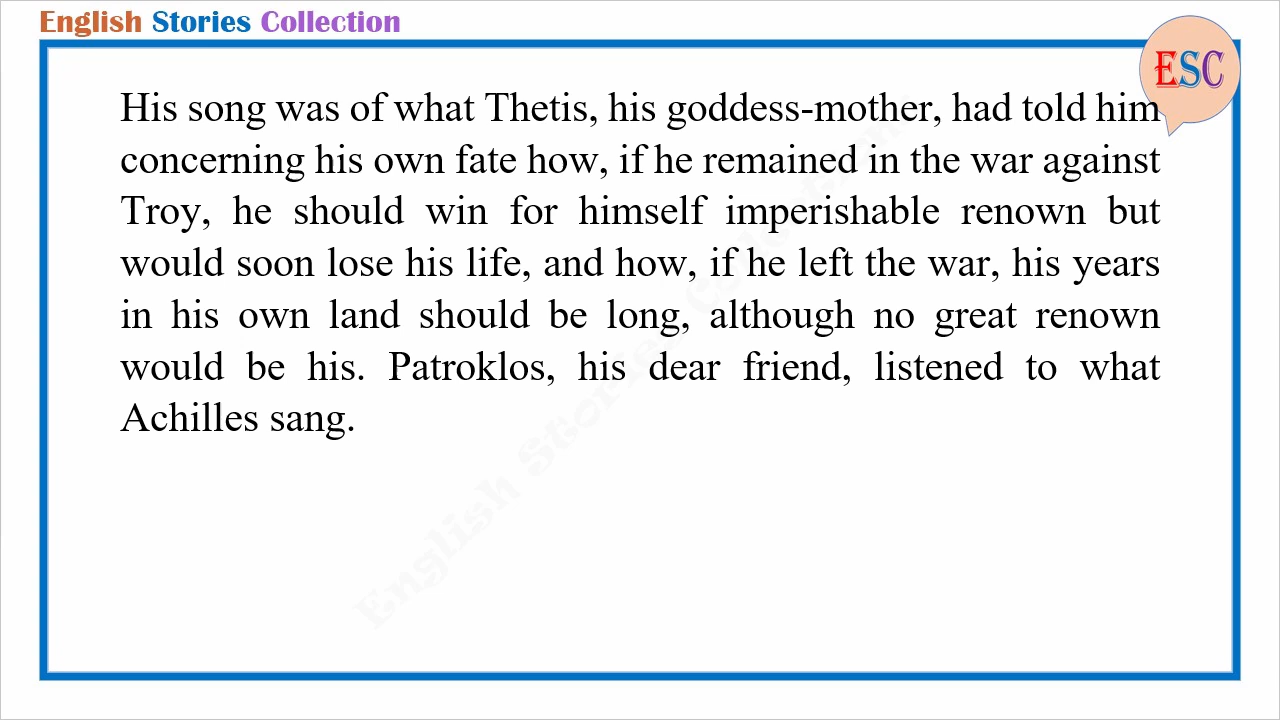 English Stories Collection
ESC
His song was of what Thetis, his goddess-mother, had told him
concerning his own fate how, if he remained in the war against
Troy, he should win for himself imperishable renown but
would soon lose his life, and how, if he left the war, his years
in his own land should be long, although no great renown
would be his. Patroklos, his dear friend, listened to what
Achilles sang.
English Stories Collection